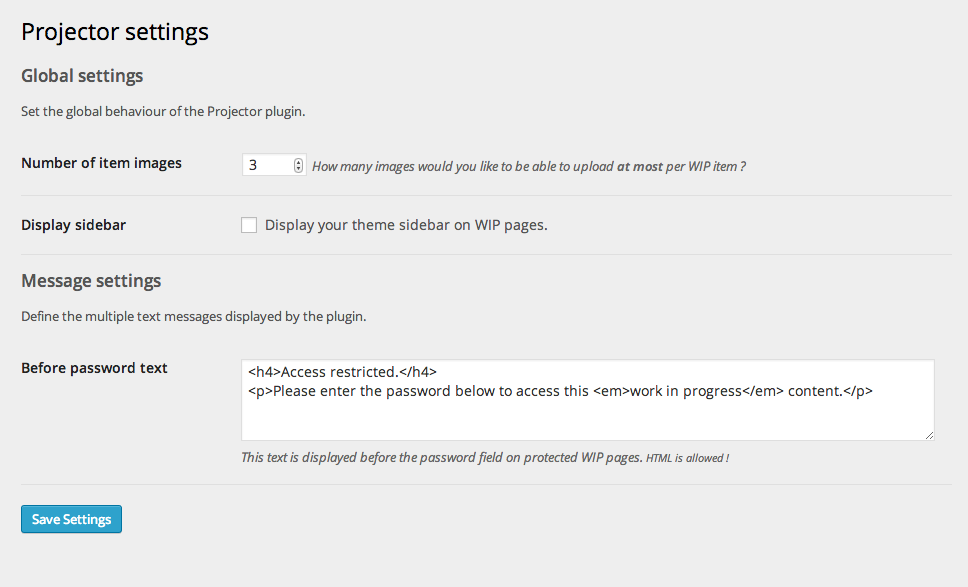 Projector settings
Global settings
Set the global behaviour of the Projector plugin.
Number of item images 3 How many images would you like to be able to upload at most per WIP item ?
Display sidebar Display your theme sidebar on WIP pages.
Message settings
Define the multiple text messages displayed by the plugin.
Before password text <h4>Access restricted.</h4>
<p>Please enter the password below to access this <em>work in progress</em> content.</p>
This text is displayed before the password field on protected WIP pages. HTML is allowed !
Save Settings